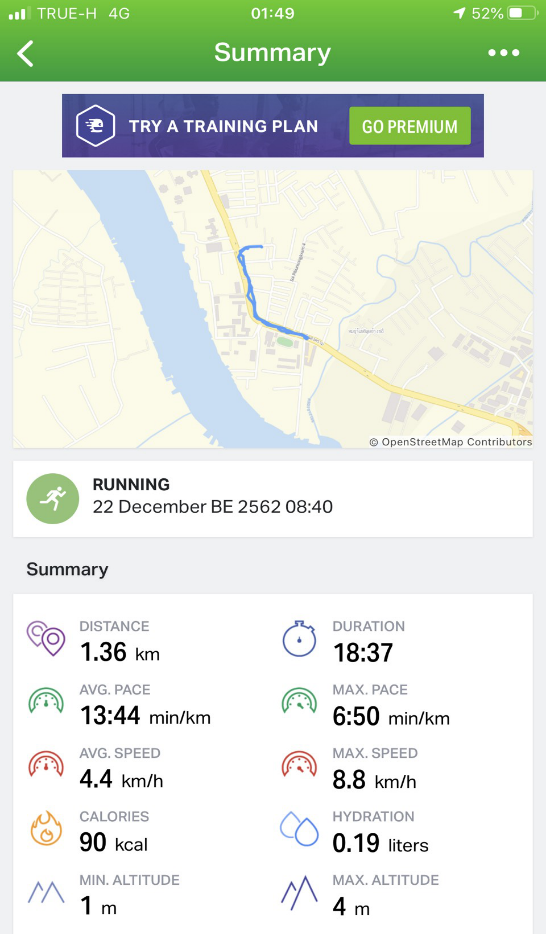 TRUE-H 4G 01:49 52%
Summary
TRY A TRAINING PLAN GO PREMIUM
© OpenStreetMap Contributors
RUNNING
22 December BE 2562 08:40
Summary
DISTANCE
1.36 km
DURATION
18:37
AVG. PACE
13:44 min/km
MAX. PACE
6:50 min/km
AVG. SPEED
4.4 km/h
MAX. SPEED
8.8 km/h
CALORIES
90 kcal
HYDRATION
0.19 liters
MIN. ALTITUDE
1 m
MAX. ALTITUDE
4 m